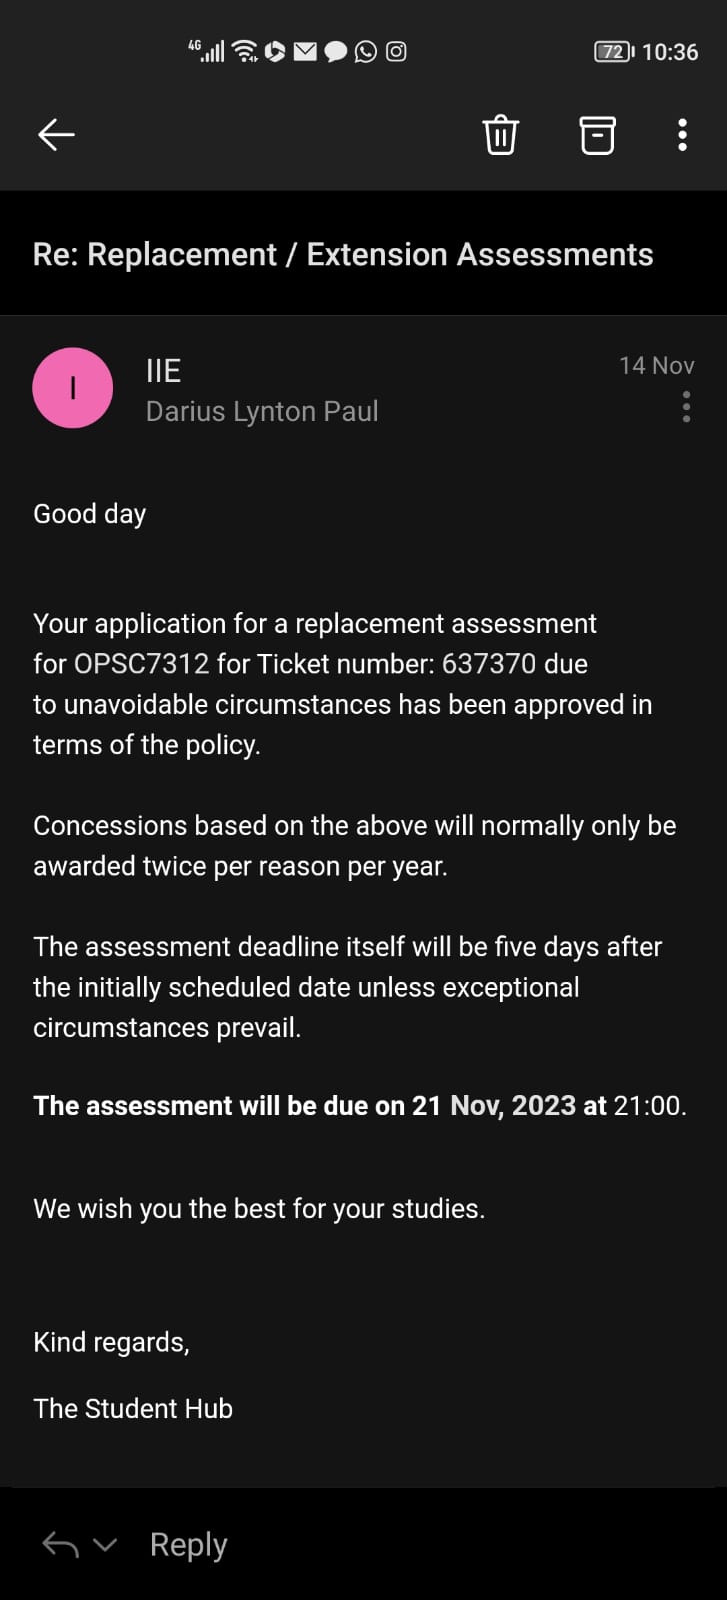 4G 72 10:36
Re: Replacement / Extension Assessments
I
IIE 14 Nov
Darius Lynton Paul
Good day
Your application for a replacement assessment
for OPSC7312 for Ticket number: 637370 due
to unavoidable circumstances has been approved in
terms of the policy.
Concessions based on the above will normally only be
awarded twice per reason per year.
The assessment deadline itself will be five days after
the initially scheduled date unless exceptional
circumstances prevail.
The assessment will be due on 21 Nov, 2023 at 21:00.
We wish you the best for your studies.
Kind regards,
The Student Hub
Reply